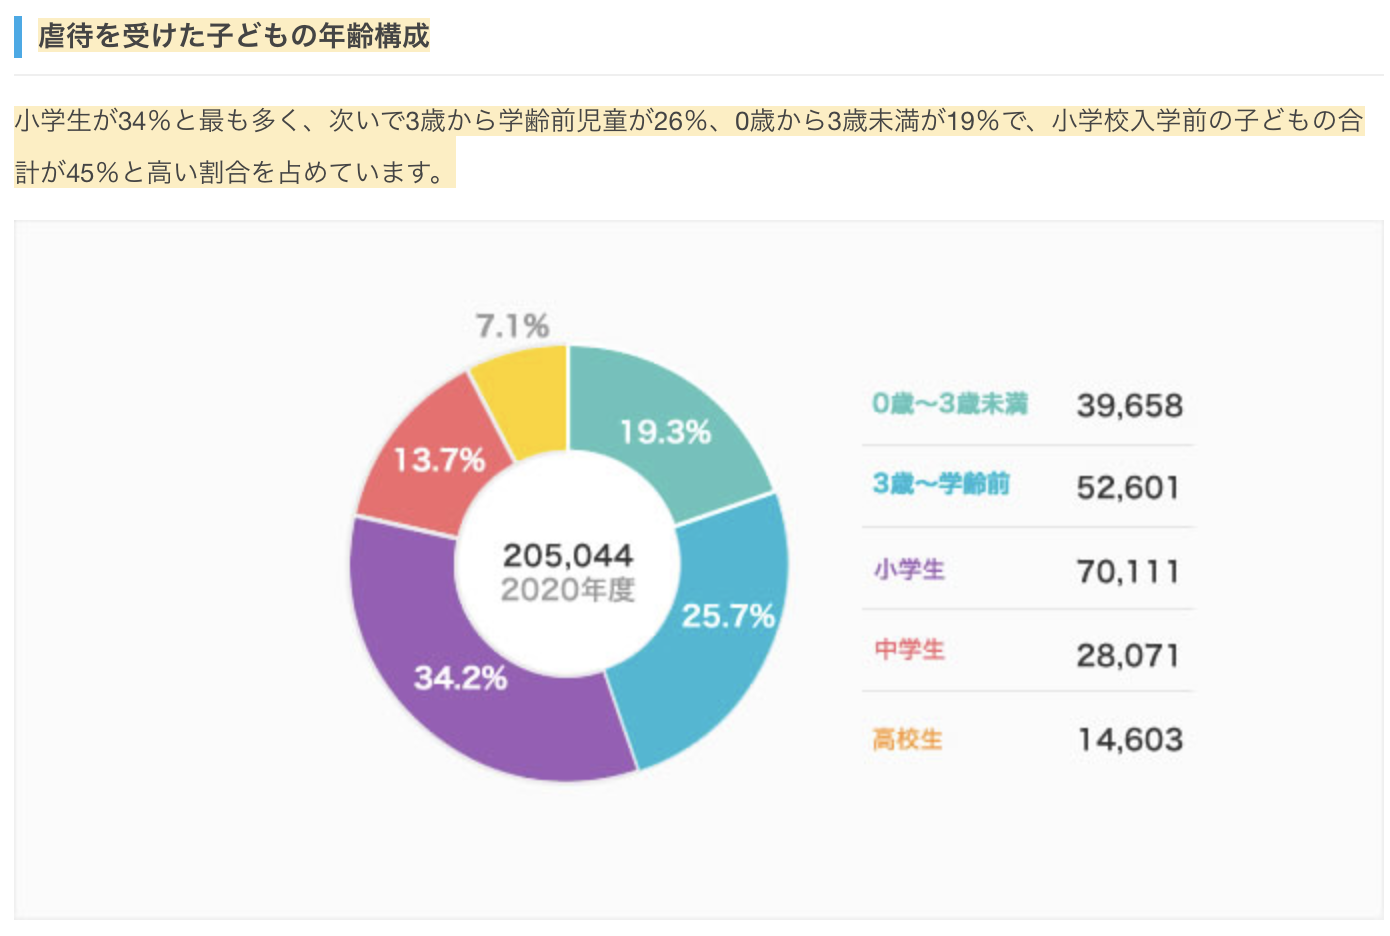 虐待を受けた子どもの年齢構成
小学生が34%と最も多く、次いで3歳から学齢前児童が26%、0歳から3歳未満が19%で、小学校入学前の子どもの合
計が45%と高い割合を占めています。
7.1%
19.3%
13.7%
25.7%
34.2%
205,044
2020年度
0歳〜3歳未満 39,658
3歳〜学齢前 52,601
小学生 70,111
中学生 28,071
高校生 14,603